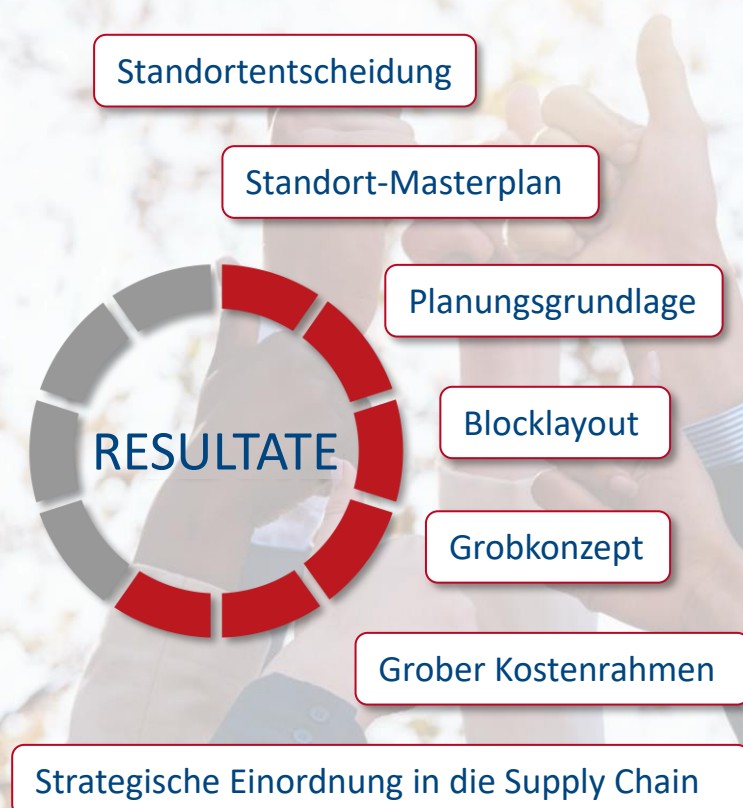 Standortentscheidung
Standort-Masterplan
Planungsgrundlage
Blocklayout
RESULTATE
Grobkonzept
Grober Kostenrahmen
Strategische Einordnung in die Supply Chain